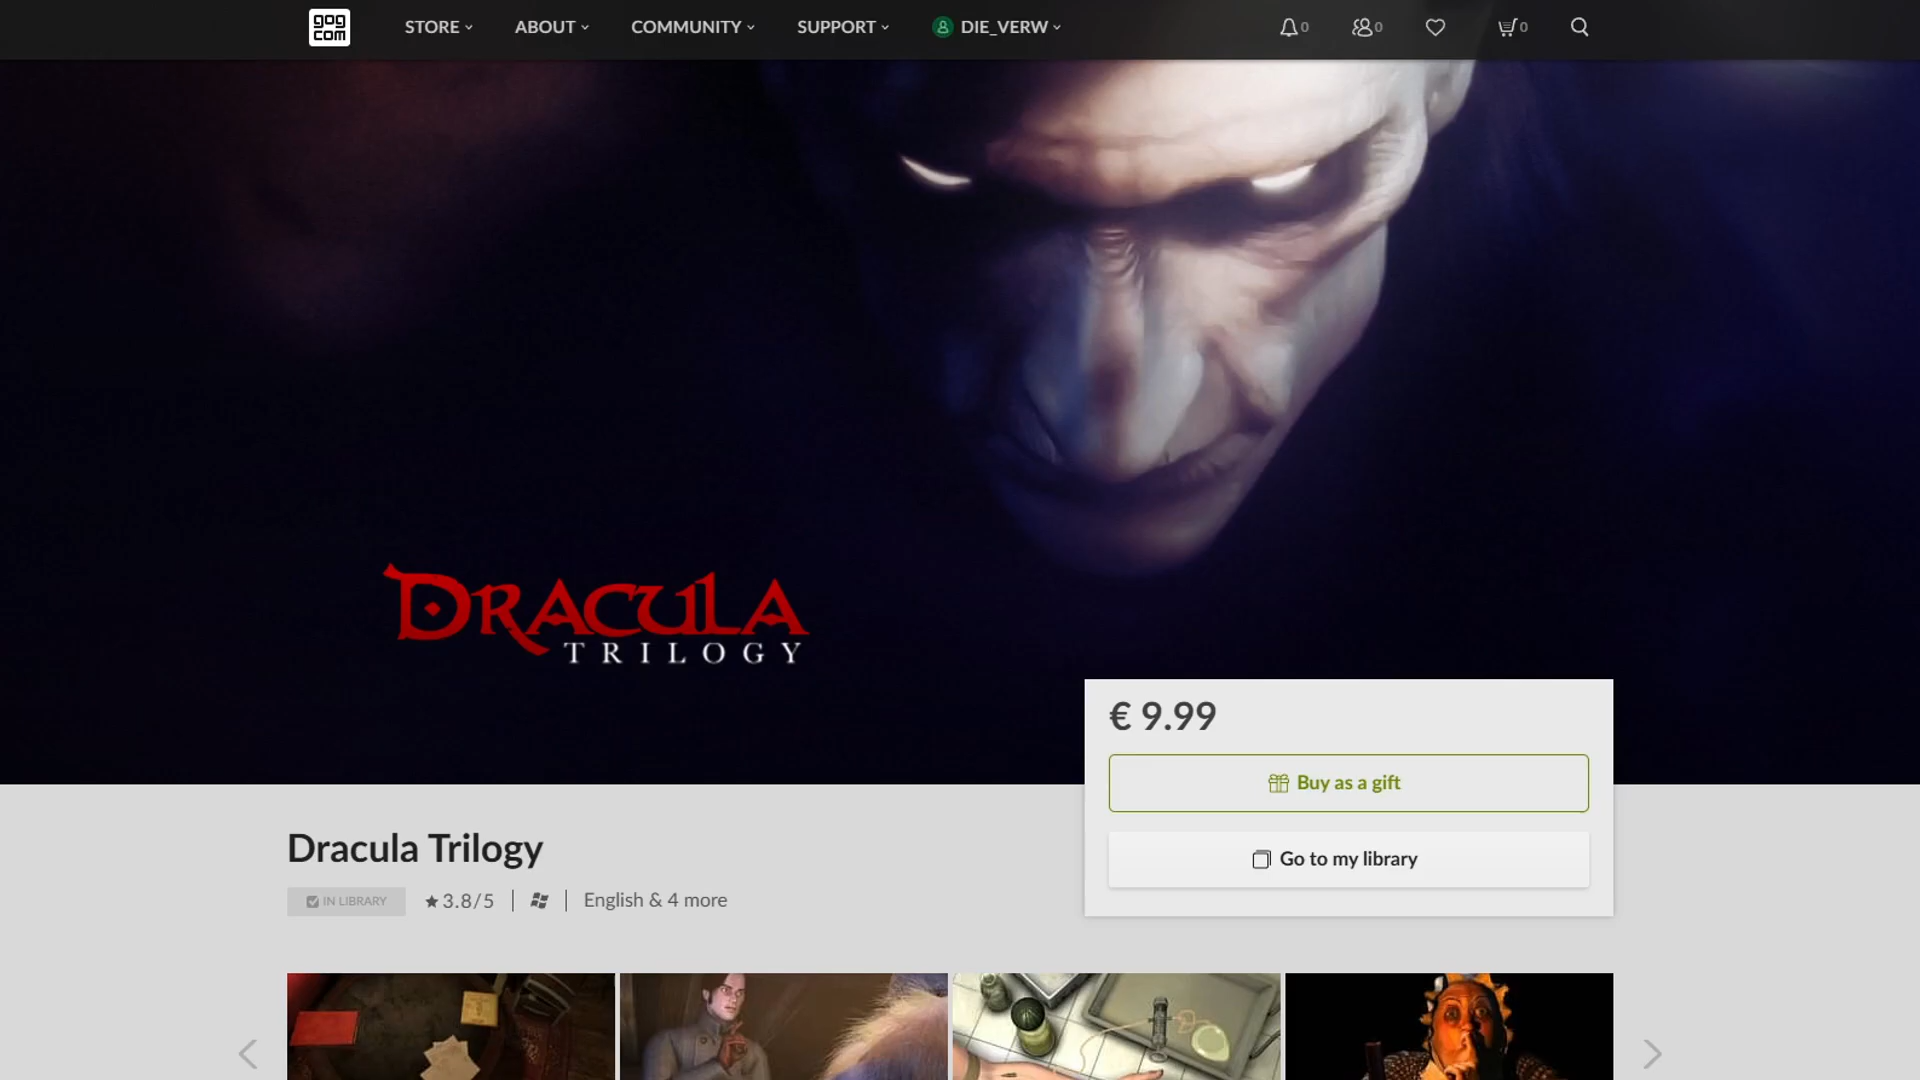 gog
com
STORE
ABOUT
COMMUNITY
SUPPORT
DIE_VERW
0
0
0
DRACULA
TRILOGY
€ 9.99
Buy as a gift
Go to my library
Dracula Trilogy
IN LIBRARY
3.8/5
English & 4 more